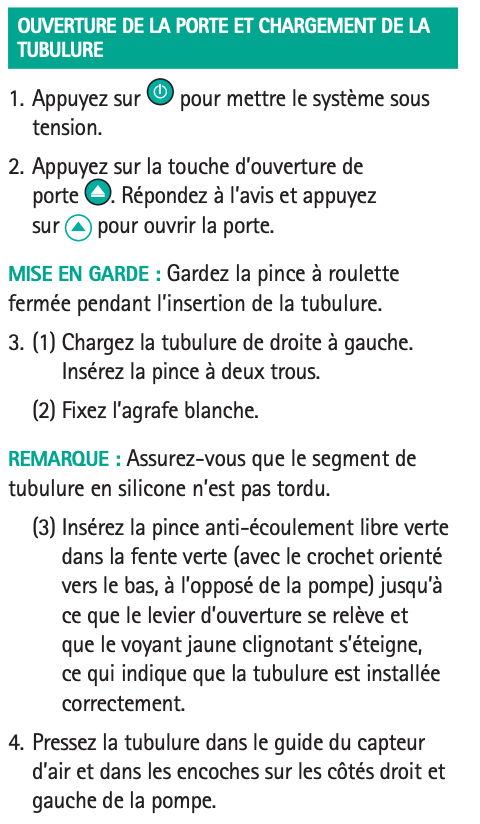 OUVERTURE DE LA PORTE ET CHARGEMENT DE LA
TUBULURE
1. Appuyez sur pour mettre le système sous
tension.
2. Appuyez sur la touche d’ouverture de
porte . Répondez à l’avis et appuyez
sur pour ouvrir la porte.
MISE EN GARDE : Gardez la pince à roulette
fermée pendant l’insertion de la tubulure.
3. (1) Chargez la tubulure de droite à gauche.
Insérez la pince à deux trous.
(2) Fixez l’agrafe blanche.
REMARQUE : Assurez-vous que le segment de
tubulure en silicone n’est pas tordu.
(3) Insérez la pince anti-écoulement libre verte
dans la fente verte (avec le crochet orienté
vers le bas, à l’opposé de la pompe) jusqu’à
ce que le levier d’ouverture se relève et
que le voyant jaune clignotant s’éteigne,
ce qui indique que la tubulure est installée
correctement.
4. Pressez la tubulure dans le guide du capteur
d’air et dans les encoches sur les côtés droit et
gauche de la pompe.